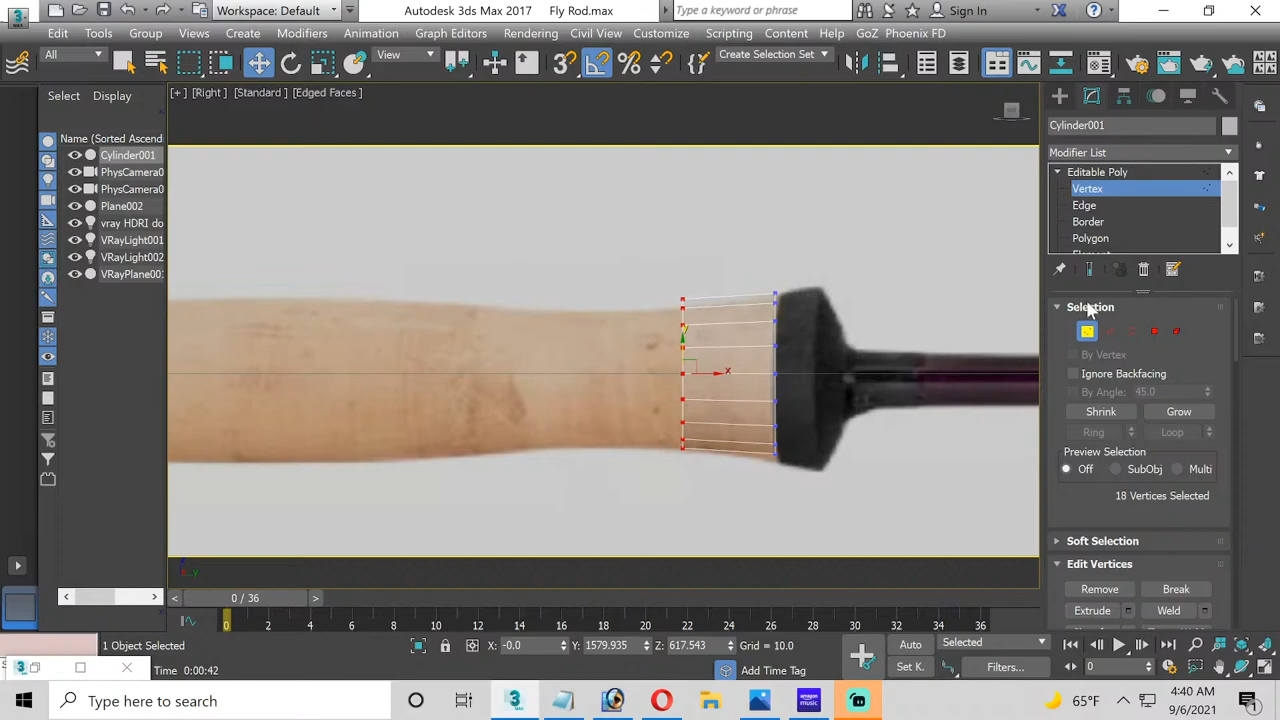 Workspace: Default
Autodesk 3ds Max 2017
Fly Rod.max
Type a keyword or phrase
Sign In
Edit Tools Group Views Create Modifiers Animation Graph Editors Rendering Civil View Customize Scripting Content Help GoZ Phoenix FD
All
View
Create Selection Set
Select Display
[+] [Right] [Standard] [Edged Faces]
Name (Sorted Ascend
Cylinder001
PhysCamera0
PhysCamera0
Plane002
vray HDRI do
VRayLight001
VRayLight002
VRayPlane001
Cylinder001
Modifier List
Editable Poly
Vertex
Edge
Border
Polygon
Selection
By Vertex
Ignore Backfacing
By Angle: 45.0
Shrink Grow
Ring Loop
Preview Selection
Off SubObj Multi
18 Vertices Selected
Soft Selection
Edit Vertices
Remove Break
Extrude Weld
x
y
0 / 36
0 2 4 6 8 10 12 14 16 18 20 22 24 26 28 30 32 34 36
1 Object Selected
X: -0.0 Y: 1579.935 Z: 617.543 Grid = 10.0
Auto Selected
Time: 0:00:42
Add Time Tag
Set K. Filters... 0
Type here to search
65°F
4:40 AM
9/6/2021